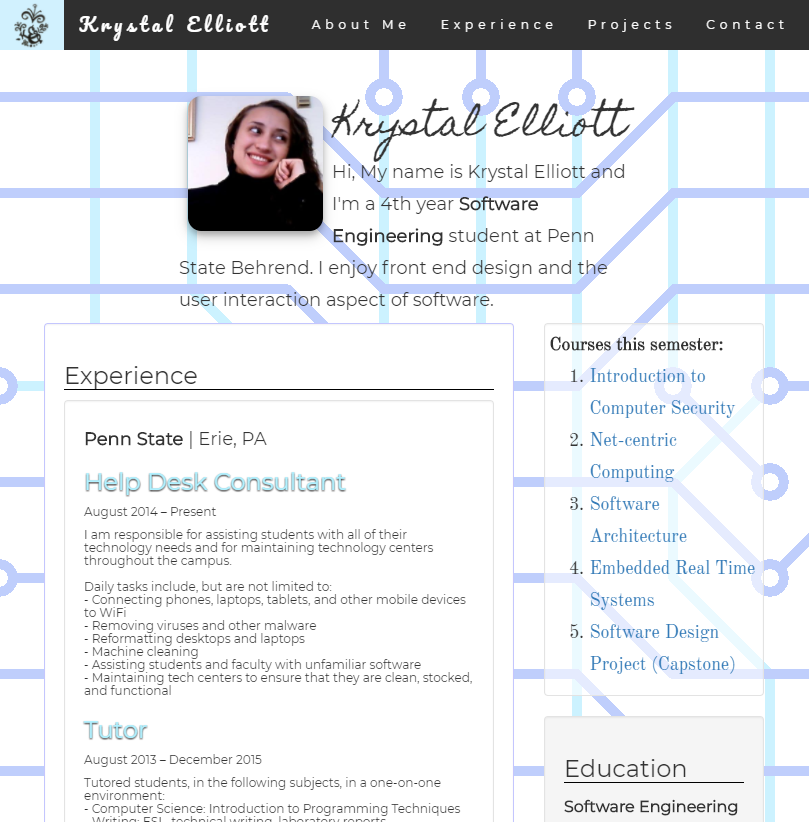 Krystal Elliott About Me Experience Projects Contact
Krystal Elliott
Hi, My name is Krystal Elliott and
I'm a 4th year Software
Engineering student at Penn
State Behrend. I enjoy front end design and the
user interaction aspect of software.
Experience
Penn State | Erie, PA
Help Desk Consultant
August 2014 – Present
I am responsible for assisting students with all of their
technology needs and for maintaining technology centers
throughout the campus.
Daily tasks include, but are not limited to:
- Connecting phones, laptops, tablets, and other mobile devices
to WiFi
- Removing viruses and other malware
- Reformatting desktops and laptops
- Machine cleaning
- Assisting students and faculty with unfamiliar software
- Maintaining tech centers to ensure that they are clean, stocked,
and functional
Tutor
August 2013 – December 2015
Tutored students, in the following subjects, in a one-on-one
environment:
- Computer Science: Introduction to Programming Techniques
- Writing: ESL, technical writing, laboratory reports
Courses this semester:
1. Introduction to
Computer Security
2. Net-centric
Computing
3. Software
Architecture
4. Embedded Real Time
Systems
5. Software Design
Project (Capstone)
Education
Software Engineering